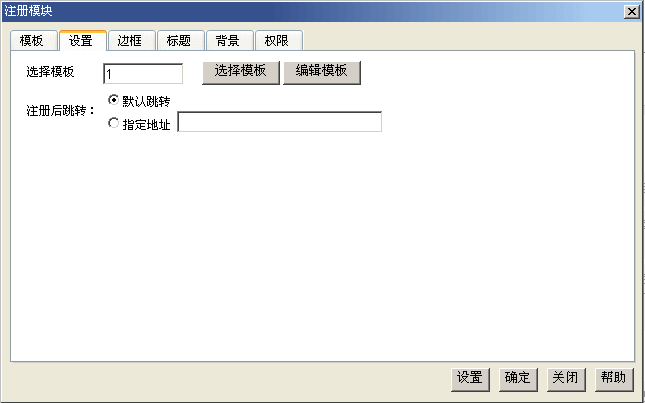 注册模块
模板 设置 边框 标题 背景 权限
选择模板 1 选择模板 编辑模板
注册后跳转： 默认跳转
指定地址
设置 确定 关闭 帮助